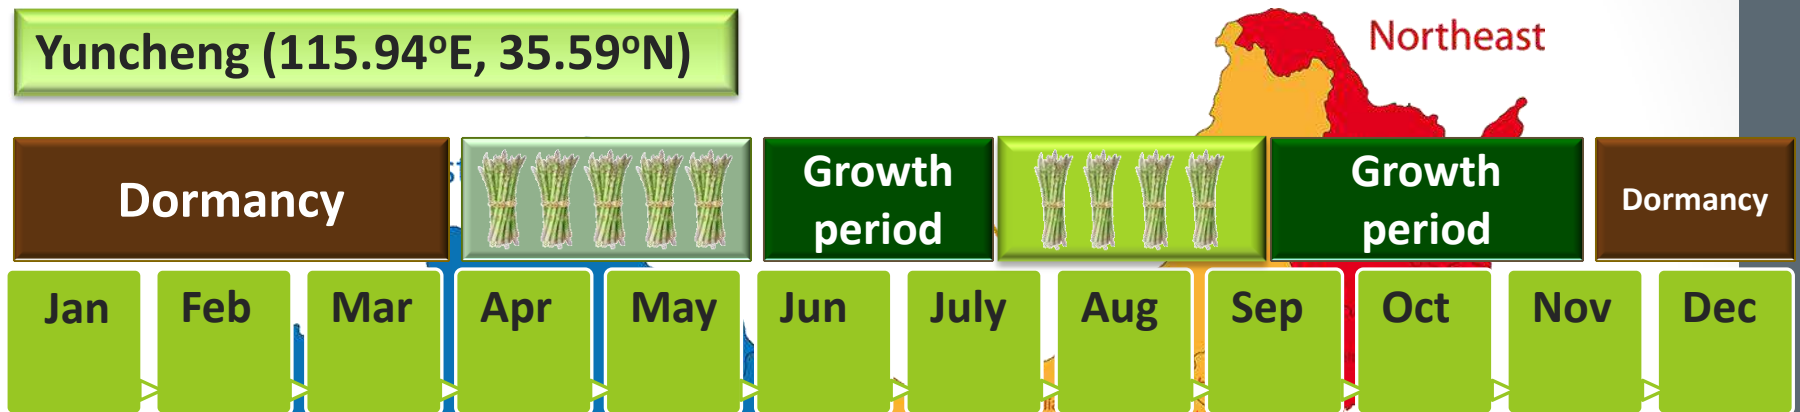 Yuncheng (115.94ºE, 35.59ºN)
Northeast
Dormancy
Growth
period
Growth
period
Dormancy
Jan
Feb
Mar
Apr
May
Jun
July
Aug
Sep
Oct
Nov
Dec